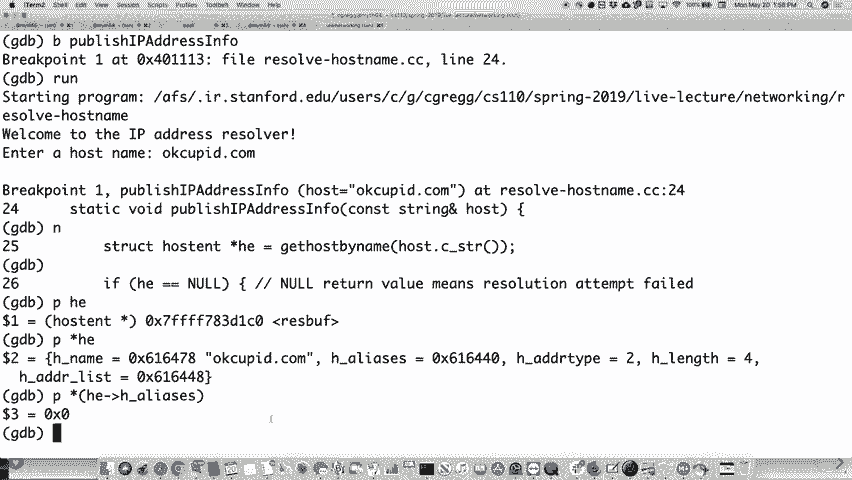 iTerm2 Shell Edit View Session Scripts Profiles Toolbelt Window Help 100% Mon May 20 1:58 PM
(gdb) b publishIPAddressInfo
Breakpoint 1 at 0x401113: file resolve-hostname.cc, line 24.
(gdb) run
Starting program: /afs/.ir.stanford.edu/users/c/g/cgregg/cs110/spring-2019/live-lecture/networking/r
esolve-hostname
Welcome to the IP address resolver!
Enter a host name: okcupid.com
Breakpoint 1, publishIPAddressInfo (host="okcupid.com") at resolve-hostname.cc:24
24 static void publishIPAddressInfo(const string& host) {
(gdb) n
25 struct hostent *he = gethostbyname(host.c_str());
(gdb)
26 if (he == NULL) { // NULL return value means resolution attempt failed
(gdb) p he
$1 = (hostent *) 0x7ffff783d1c0 <resbuf>
(gdb) p *he
$2 = {h_name = 0x616478 "okcupid.com", h_aliases = 0x616440, h_addrtype = 2, h_length = 4,
h_addr_list = 0x616448}
(gdb) p *(he->h_aliases)
$3 = 0x0
(gdb)